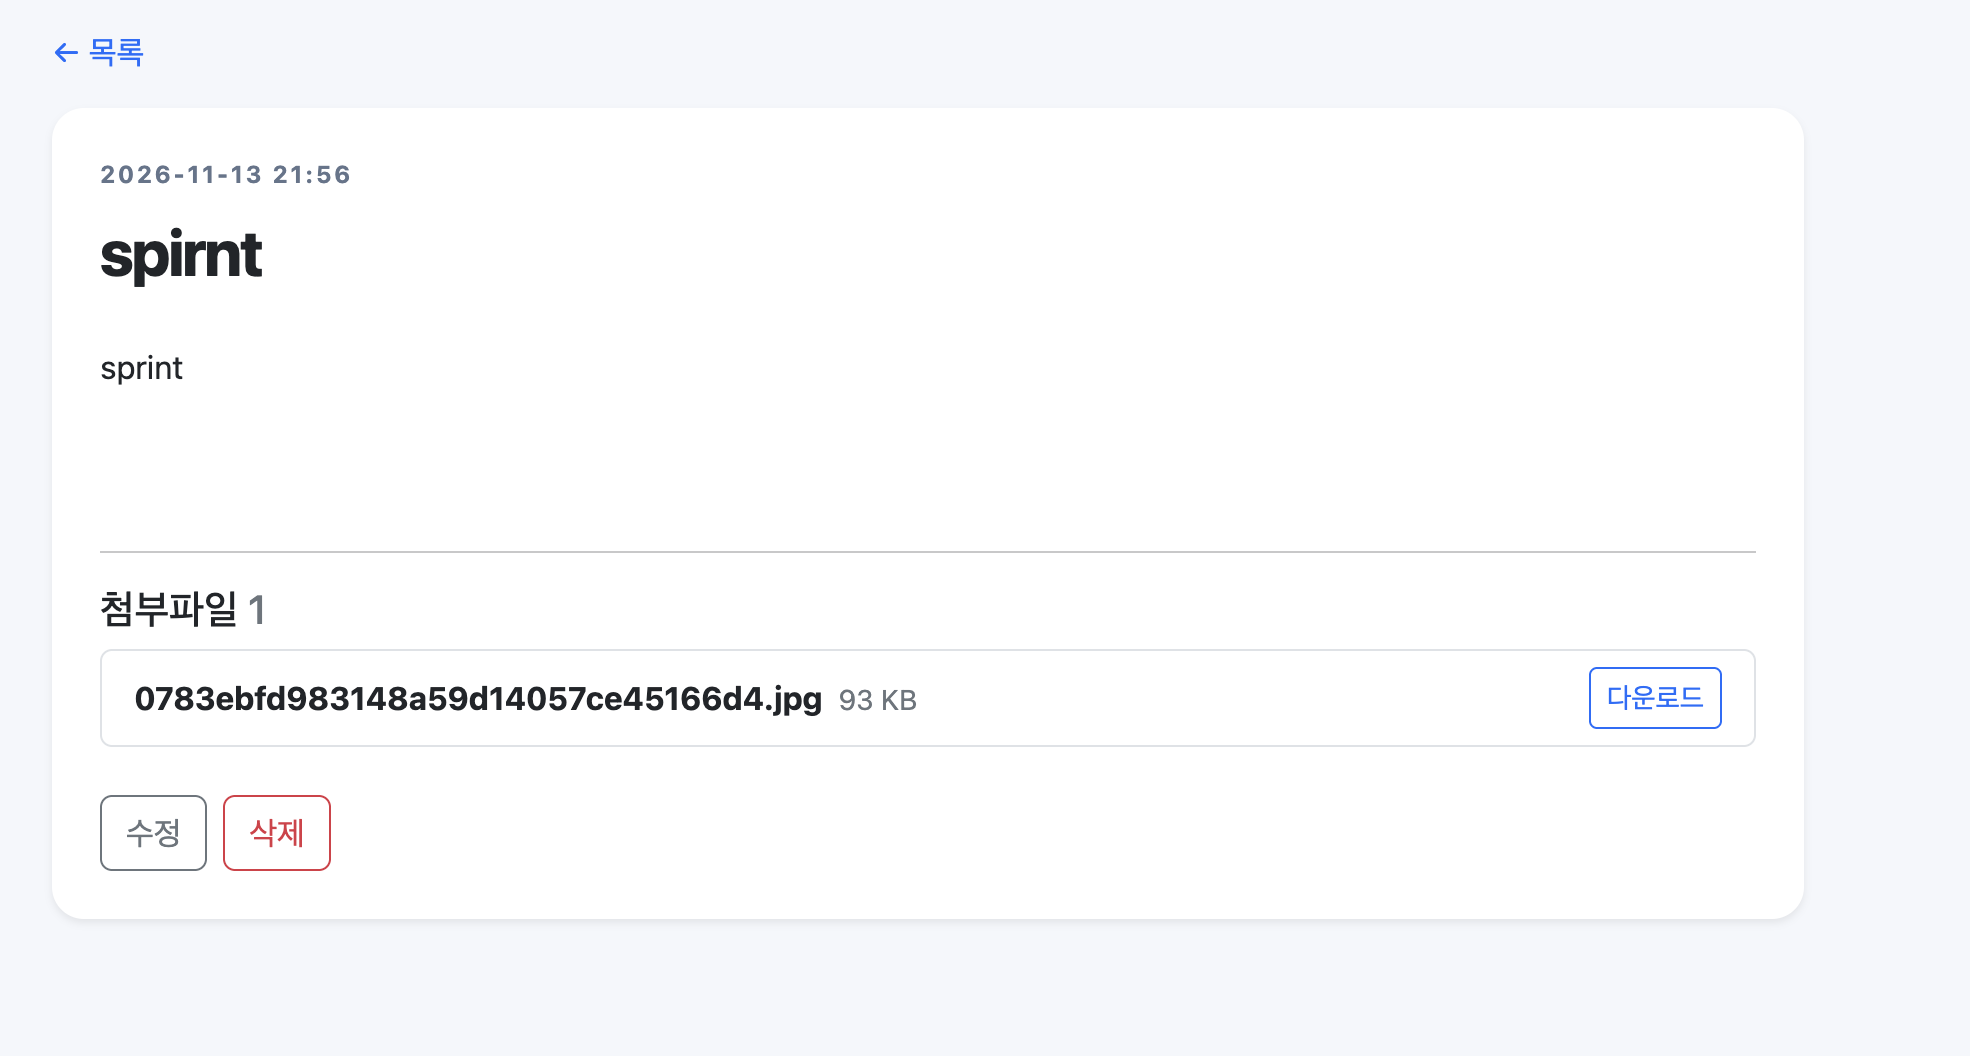 ← 목록
2026-11-13 21:56
spirnt
sprint
첨부파일 1
0783ebfd983148a59d14057ce45166d4.jpg 93 KB 다운로드
수정 삭제